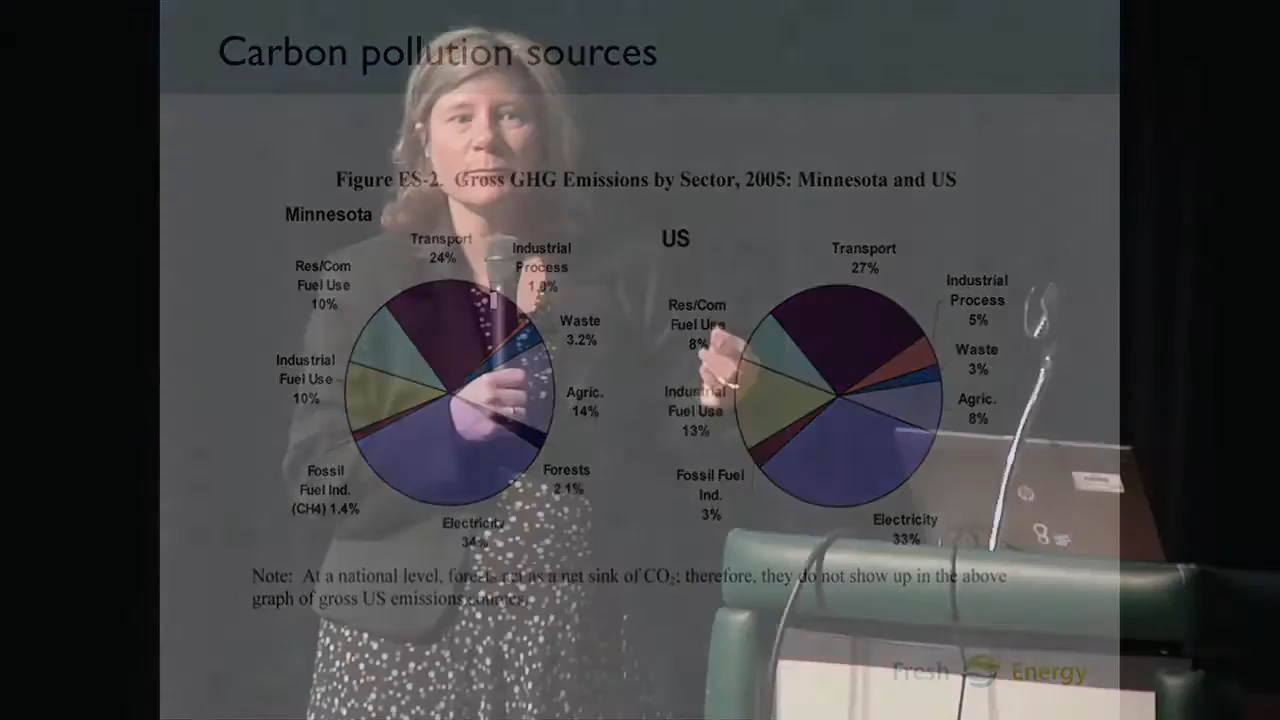 Carbon pollution sources
Figure ES-2. Gross GHG Emissions by Sector, 2005: Minnesota and US
Minnesota
Transport
24%
Industrial
Process
1.0%
Res/Com
Fuel Use
10%
Waste
3.2%
Industrial
Fuel Use
10%
Agric.
14%
Fossil
Fuel Ind.
(CH4) 1.4%
Forests
2.1%
Electricity
34%
US
Transport
27%
Industrial
Process
5%
Res/Com
Fuel Use
8%
Waste
3%
Industrial
Fuel Use
13%
Agric.
8%
Fossil Fuel
Ind.
3%
Electricity
33%
Note: At a national level, forests act as a net sink of CO₂; therefore, they do not show up in the above
graph of gross US emissions sources.
Fresh Energy